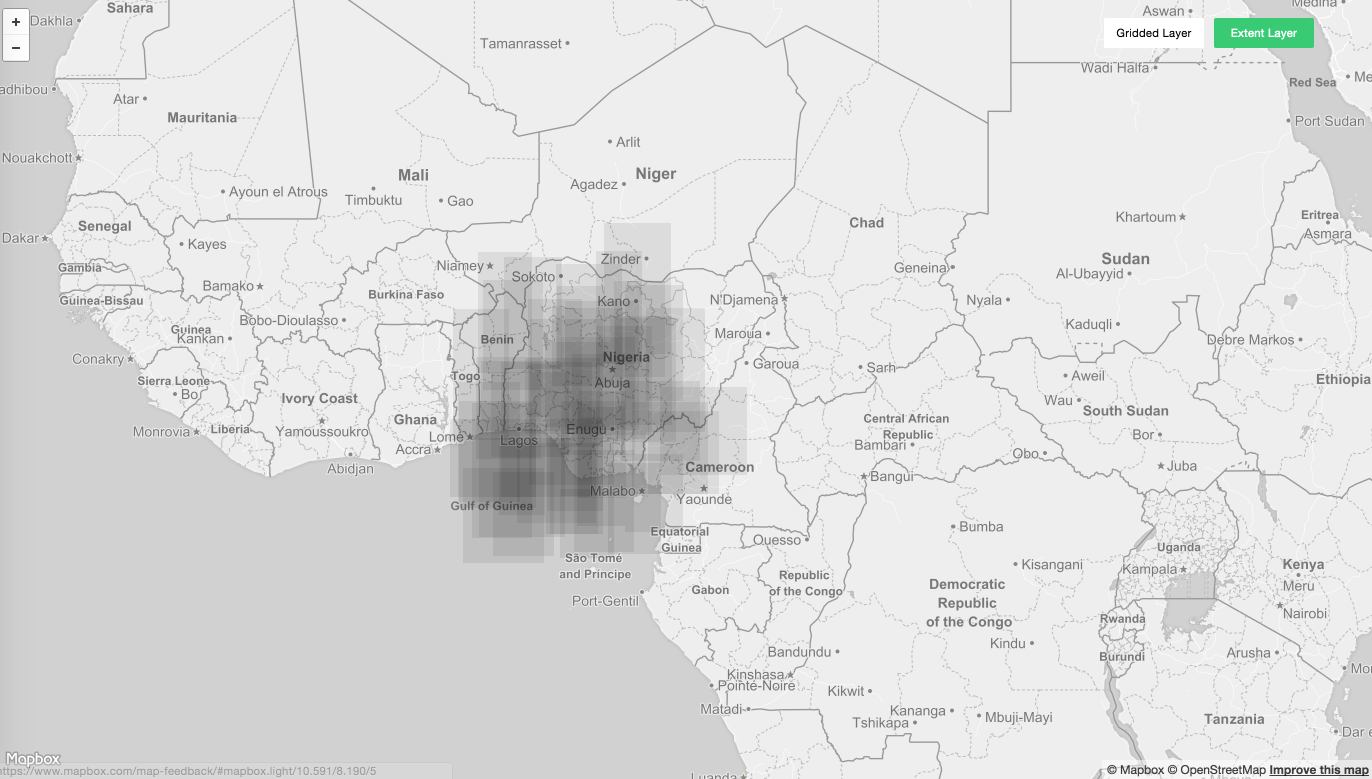 +
−
Sahara
Dakhla
Aswan
Medina
Gridded Layer
Extent Layer
Tamanrasset
Wadi Halfa
Red Sea
adhibou
Atar
Mauritania
Port Sudan
Arlit
Nouakchott
Mali
Niger
Agadez
Ayoun el Atrous
Timbuktu
Gao
Senegal
Chad
Khartoum
Eritrea
Asmara
Dakar
Kayes
Niamey
Zinder
Sudan
Gambia
Sokoto
Geneina
Al-Ubayyid
Bamako
Burkina Faso
Guinea-Bissau
Kano
N'Djamena
Nyala
Bobo-Dioulasso
Guinea
Kankan
Benin
Maroua
Kaduqli
Debre Markos
Conakry
Nigeria
Garoua
Sarh
Sierra Leone
Togo
Abuja
Aweil
Ethiopia
Bo
Ivory Coast
Wau
South Sudan
Monrovia
Liberia
Yamoussoukro
Ghana
Central African
Republic
Lomé
Lagos
Enugu
Bambari
Bor
Accra
Obo
Abidjan
Cameroon
Juba
Bangui
Malabo
Yaounde
Gulf of Guinea
Equatorial
Guinea
Ouesso
Bumba
São Tomé
and Principe
Uganda
Kisangani
Kampala
Kenya
Republic
of the Congo
Gabon
Democratic
Republic
of the Congo
Meru
Port-Gentil
Nairobi
Rwanda
Kindu
Bandundu
Burundi
Arusha
Kinshasa
Pointe-Noire
Kikwit
Matadi
Kananga
Tshikapa
Mbuji-Mayi
Tanzania
Mapbox
https://www.mapbox.com/map-feedback/#mapbox.light/10.591/8.190/5
Luanda
© Mapbox © OpenStreetMap Improve this map